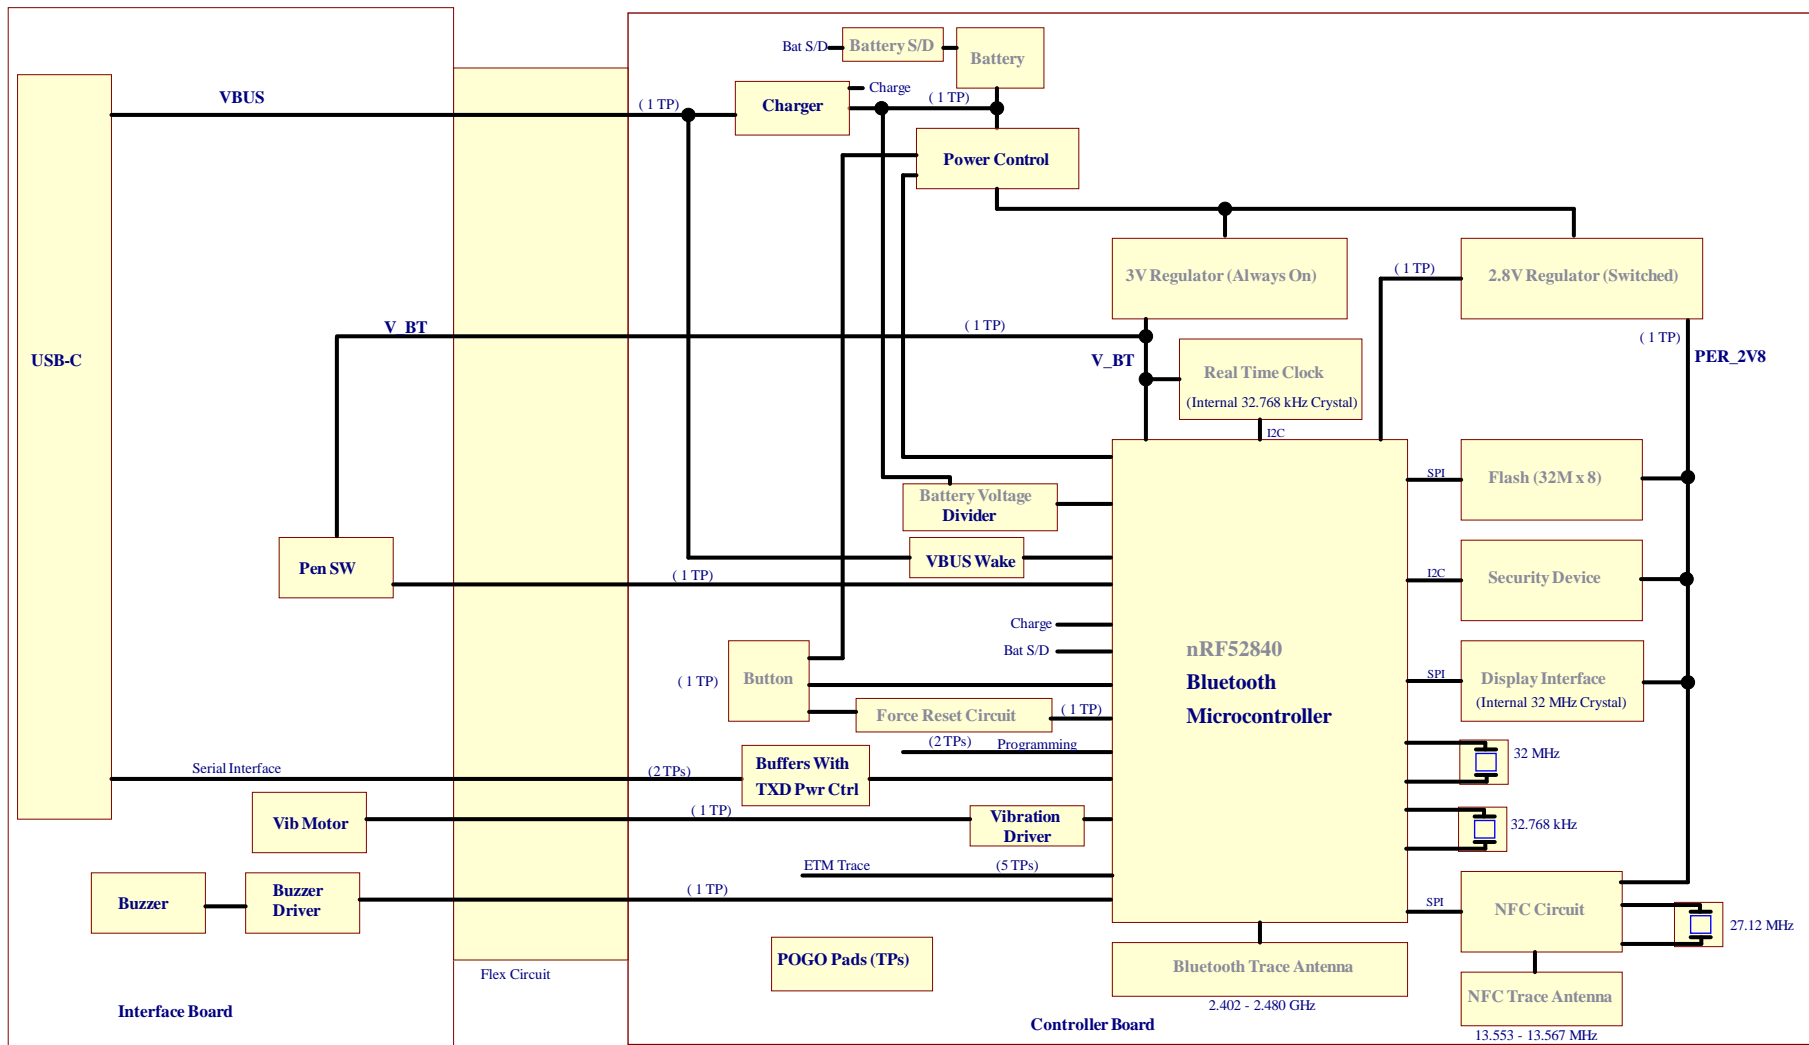 Bat S/D
Battery S/D
Battery
VBUS
( 1 TP)
Charger
Charge
( 1 TP)
Power Control
3V Regulator (Always On)
( 1 TP)
2.8V Regulator (Switched)
V_BT
( 1 TP)
( 1 TP)
USB-C
V_BT
Real Time Clock
(Internal 32.768 kHz Crystal)
PER_2V8
I2C
Battery Voltage
Divider
SPI
Flash (32M x 8)
Pen SW
VBUS Wake
( 1 TP)
I2C
Security Device
Charge
Bat S/D
nRF52840
Bluetooth
Microcontroller
( 1 TP)
Button
SPI
Display Interface
(Internal 32 MHz Crystal)
Force Reset Circuit
( 1 TP)
(2 TPs)
Programming
32 MHz
Serial Interface
(2 TPs)
Buffers With
TXD Pwr Ctrl
Vib Motor
( 1 TP)
Vibration
Driver
32.768 kHz
ETM Trace
(5 TPs)
Buzzer
Buzzer
Driver
( 1 TP)
SPI
NFC Circuit
27.12 MHz
POGO Pads (TPs)
Flex Circuit
Bluetooth Trace Antenna
2.402 - 2.480 GHz
NFC Trace Antenna
13.553 - 13.567 MHz
Interface Board
Controller Board